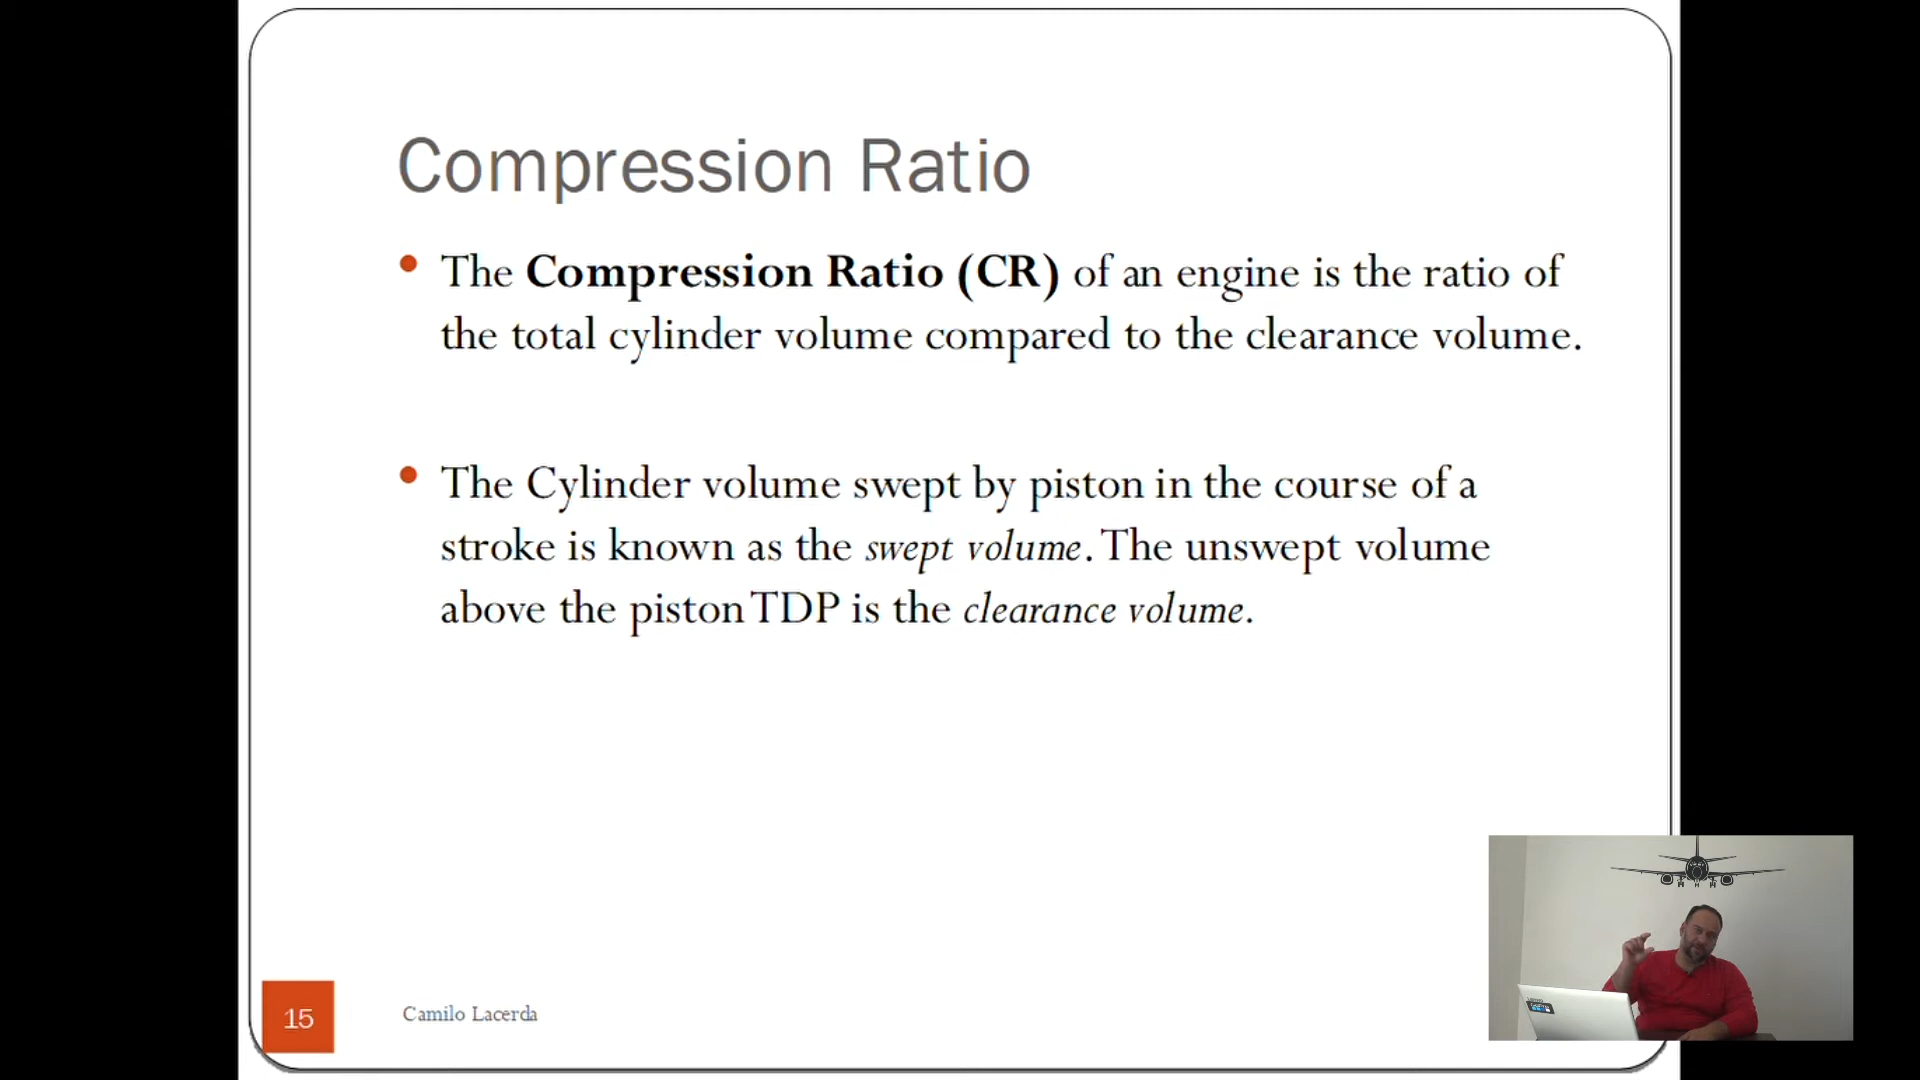 Compression Ratio
• The Compression Ratio (CR) of an engine is the ratio of
the total cylinder volume compared to the clearance volume.
• The Cylinder volume swept by piston in the course of a
stroke is known as the swept volume. The unswept volume
above the piston TDP is the clearance volume.
15
Camilo Lacerda